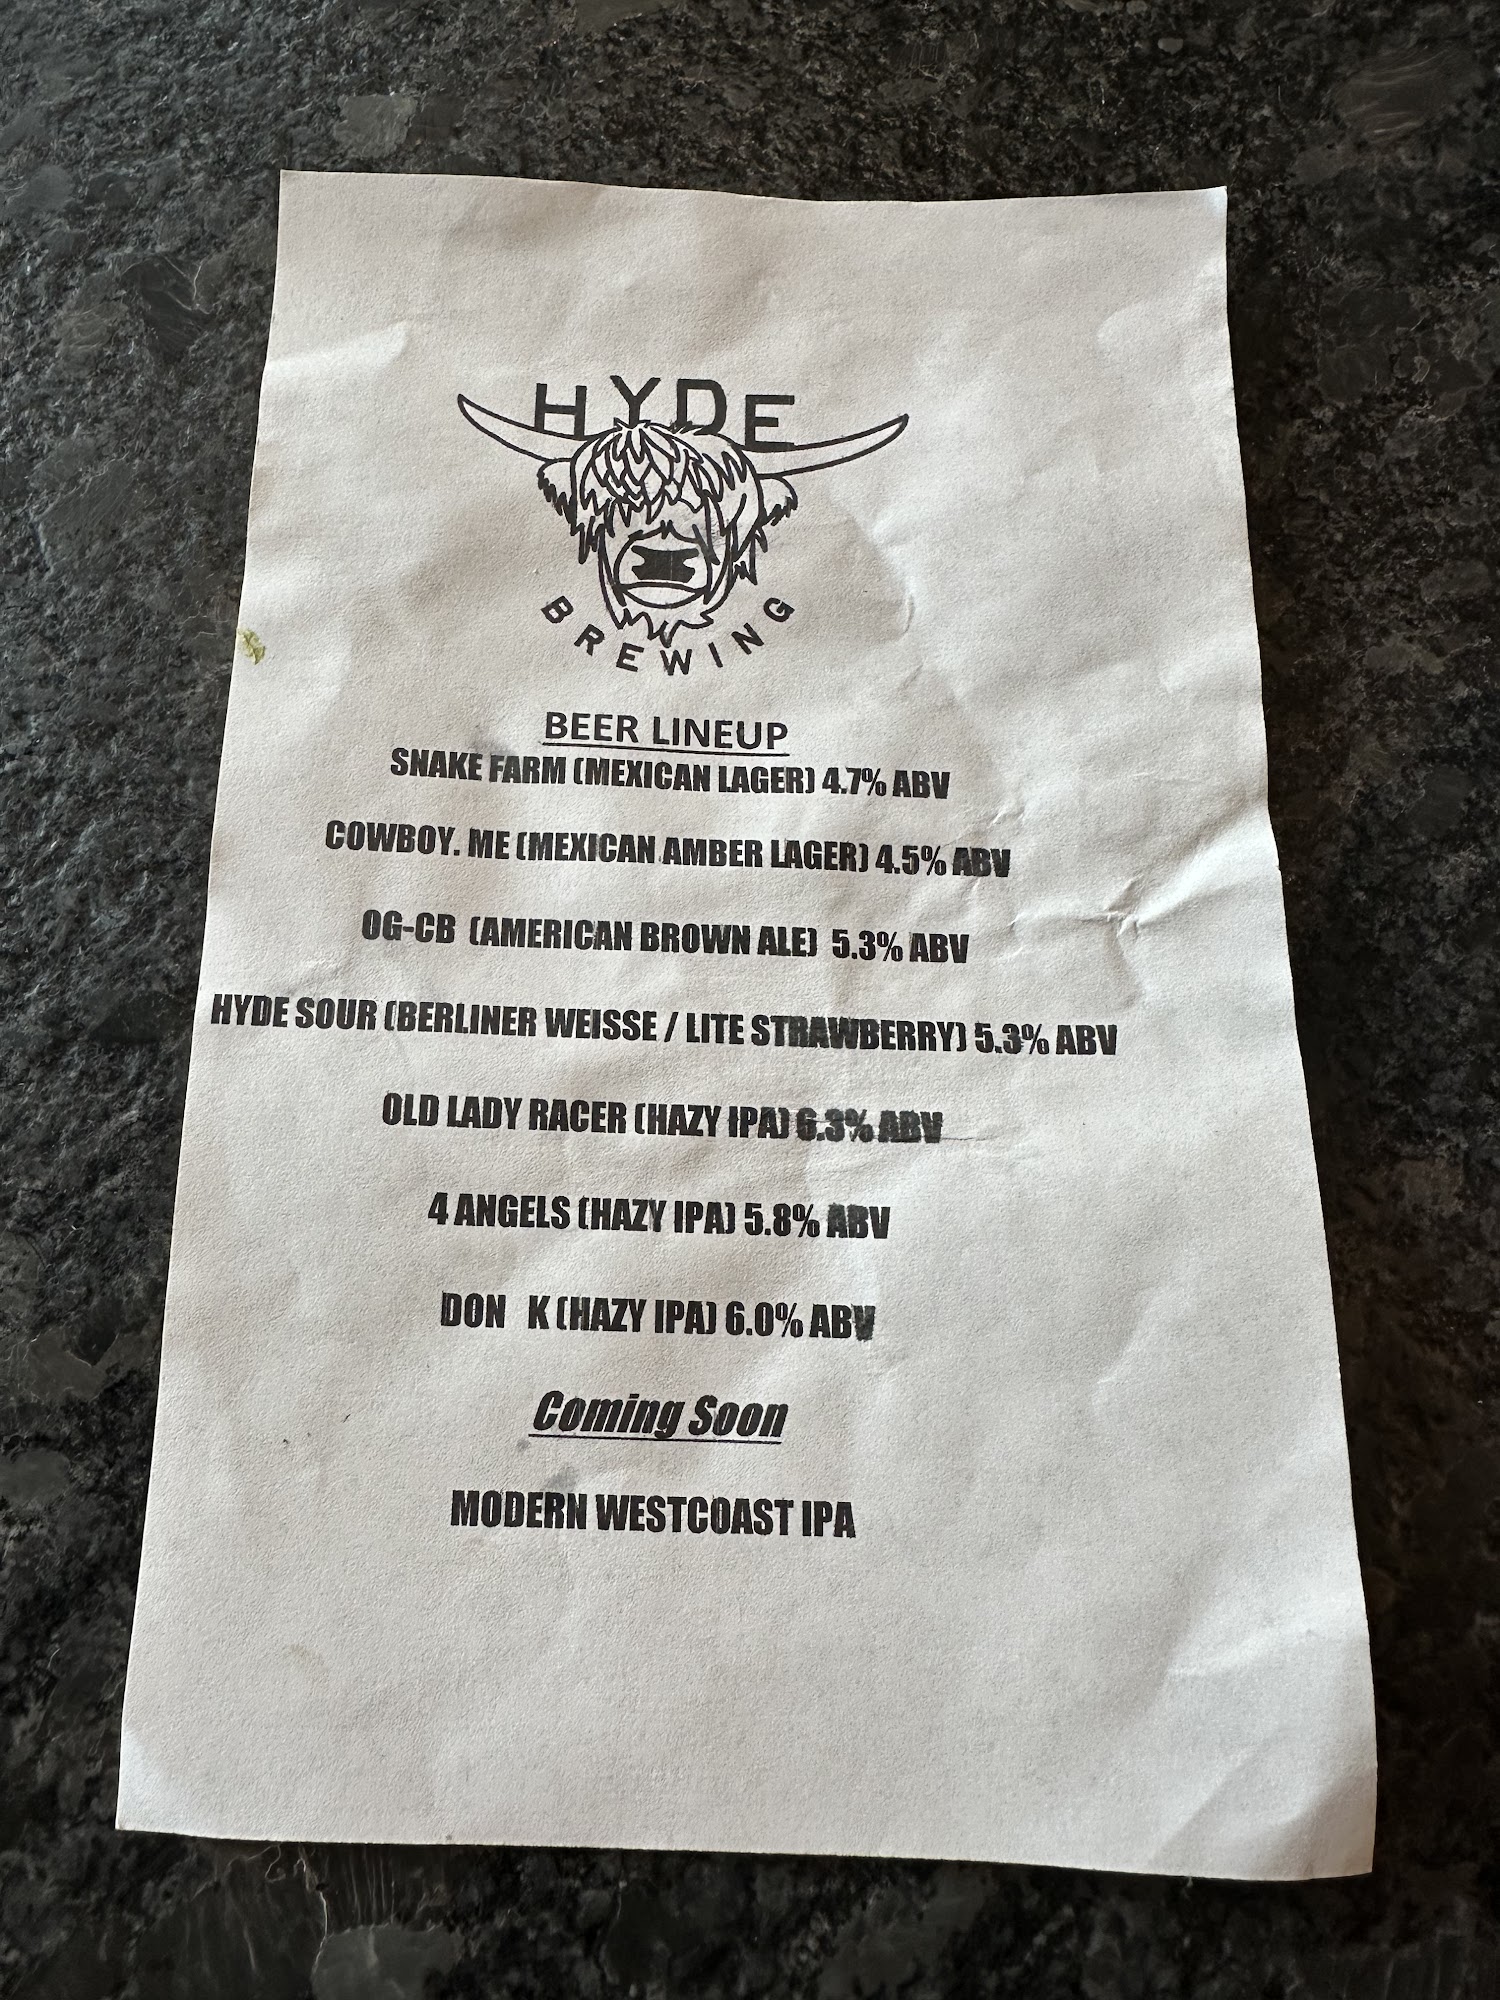 HYDE
BREWING
BEER LINEUP
SNAKE FARM (MEXICAN LAGER) 4.7% ABV
COWBOY. ME (MEXICAN AMBER LAGER) 4.5% ABV
OG-CB (AMERICAN BROWN ALE) 5.3% ABV
HYDE SOUR (BERLINER WEISSE / LITE STRAWBERRY) 5.3% ABV
OLD LADY RACER (HAZY IPA) 6.3% ABV
4 ANGELS (HAZY IPA) 5.8% ABV
DON K (HAZY IPA) 6.0% ABV
Coming Soon
MODERN WESTCOAST IPA